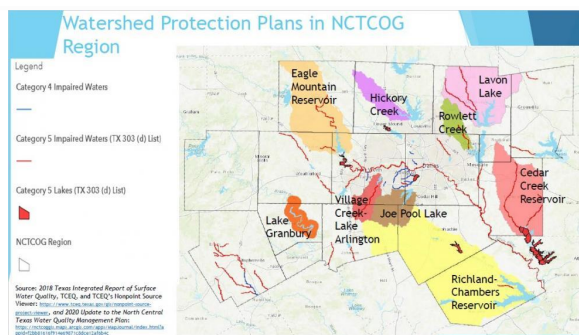 Watershed Protection Plans in NCTCOG
Region
Legend
Category 4 Impaired Waters
Category 5 Impaired Waters (TX 303 (d) List)
Category 5 Lakes (TX 303 (d) List)
NCTCOG Region
Source: 2018 Texas Integrated Report of Surface
Water Quality, TCEQ, and TCEQ's Nonpoint Source
Viewer:
, and 2020 Update to the North Central
Texas Water Quality Management Plan:
Eagle
Mountain
Reservoir
Hickory
Creek
Lavon
Lake
Rowlett
Creek
Cedar
Creek
Reservoir
Village
Creek-
Lake
Arlington
Joe Pool Lake
Lake
Granbury
Richland-
Chambers
Reservoir